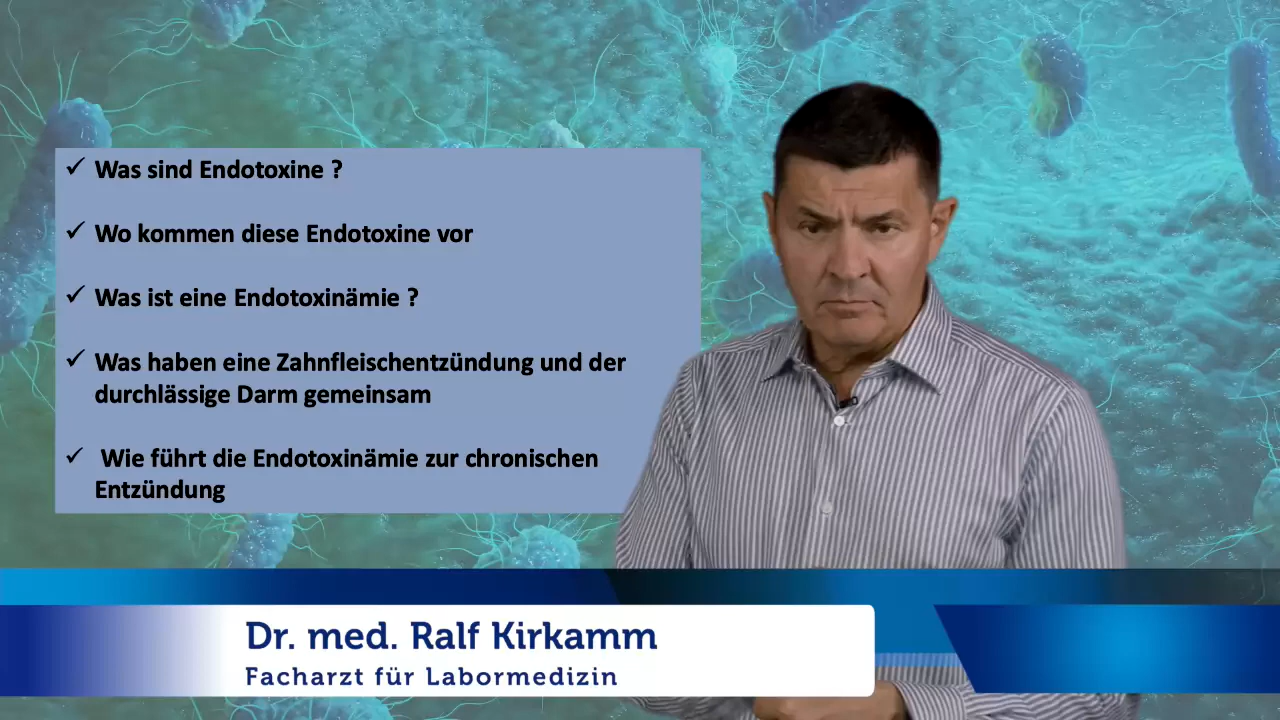 ✓ Was sind Endotoxine ?
✓ Wo kommen diese Endotoxine vor
✓ Was ist eine Endotoxinämie ?
✓ Was haben eine Zahnfleischentzündung und der
durchlässige Darm gemeinsam
✓ Wie führt die Endotoxinämie zur chronischen
Entzündung
Dr. med. Ralf Kirkamm
Facharzt für Labormedizin